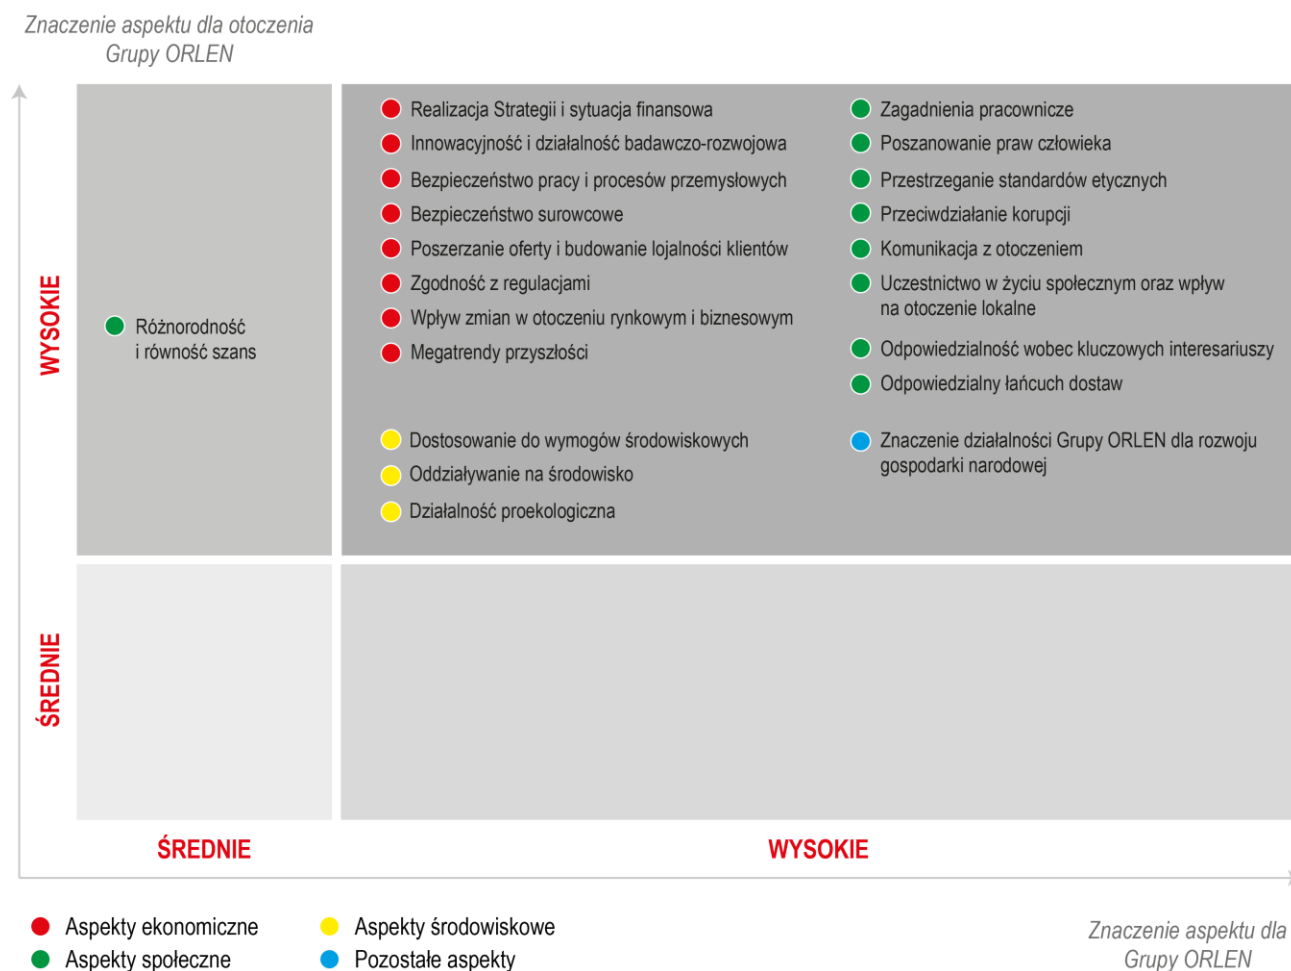 Znaczenie aspektu dla otoczenia
Grupy ORLEN
WYSOKIE
ŚREDNIE
Różnorodność
i równość szans
Realizacja Strategii i sytuacja finansowa
Innowacyjność i działalność badawczo-rozwojowa
Bezpieczeństwo pracy i procesów przemysłowych
Bezpieczeństwo surowcowe
Poszerzanie oferty i budowanie lojalności klientów
Zgodność z regulacjami
Wpływ zmian w otoczeniu rynkowym i biznesowym
Megatrendy przyszłości
Dostosowanie do wymogów środowiskowych
Oddziaływanie na środowisko
Działalność proekologiczna
Zagadnienia pracownicze
Poszanowanie praw człowieka
Przestrzeganie standardów etycznych
Przeciwdziałanie korupcji
Komunikacja z otoczeniem
Uczestnictwo w życiu społecznym oraz wpływ
na otoczenie lokalne
Odpowiedzialność wobec kluczowych interesariuszy
Odpowiedzialny łańcuch dostaw
Znaczenie działalności Grupy ORLEN dla rozwoju
gospodarki narodowej
ŚREDNIE
WYSOKIE
Aspekty ekonomiczne
Aspekty społeczne
Aspekty środowiskowe
Pozostałe aspekty
Znaczenie aspektu dla
Grupy ORLEN